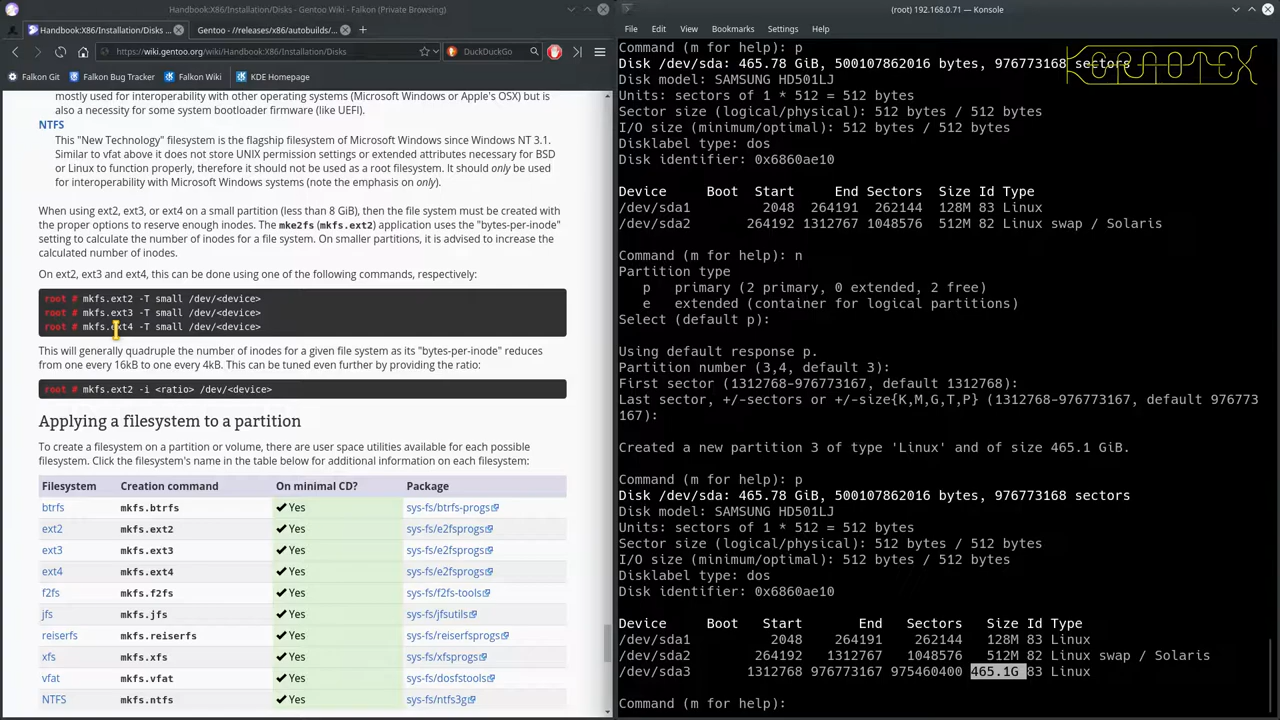 Handbook:X86/Installation/Disks - Gentoo Wiki - Falkon (Private Browsing)
Handbook:X86/Installation/Disks
Gentoo - //releases/x86/autobuilds/
https://wiki.gentoo.org/wiki/Handbook:X86/Installation/Disks
DuckDuckGo
Falkon Git
Falkon Bug Tracker
Falkon Wiki
KDE Homepage
mostly used for interoperability with other operating systems (Microsoft Windows or Apple's OSX) but is
also a necessity for some system bootloader firmware (like UEFI).
NTFS
This "New Technology" filesystem is the flagship filesystem of Microsoft Windows since Windows NT 3.1.
Similar to vfat above it does not store UNIX permission settings or extended attributes necessary for BSD
or Linux to function properly, therefore it should not be used as a root filesystem. It should only be used
for interoperability with Microsoft Windows systems (note the emphasis on only).
When using ext2, ext3, or ext4 on a small partition (less than 8 GiB), then the file system must be created with
the proper options to reserve enough inodes. The mke2fs (mkfs.ext2) application uses the "bytes-per-inode"
setting to calculate the number of inodes for a file system. On smaller partitions, it is advised to increase the
calculated number of inodes.
On ext2, ext3 and ext4, this can be done using one of the following commands, respectively:
root # mkfs.ext2 -T small /dev/<device>
root # mkfs.ext3 -T small /dev/<device>
root # mkfs.ext4 -T small /dev/<device>
This will generally quadruple the number of inodes for a given file system as its "bytes-per-inode" reduces
from one every 16kB to one every 4kB. This can be tuned even further by providing the ratio:
root # mkfs.ext2 -i <ratio> /dev/<device>
Applying a filesystem to a partition
To create a filesystem on a partition or volume, there are user space utilities available for each possible
filesystem. Click the filesystem's name in the table below for additional information on each filesystem:
Filesystem Creation command On minimal CD? Package
btrfs mkfs.btrfs Yes sys-fs/btrfs-progs
ext2 mkfs.ext2 Yes sys-fs/e2fsprogs
ext3 mkfs.ext3 Yes sys-fs/e2fsprogs
ext4 mkfs.ext4 Yes sys-fs/e2fsprogs
f2fs mkfs.f2fs Yes sys-fs/f2fs-tools
jfs mkfs.jfs Yes sys-fs/jfsutils
reiserfs mkfs.reiserfs Yes sys-fs/reiserfsprogs
xfs mkfs.xfs Yes sys-fs/xfsprogs
vfat mkfs.vfat Yes sys-fs/dosfstools
NTFS mkfs.ntfs Yes sys-fs/ntfs3g
(root) 192.168.0.71 — Konsole
File Edit View Bookmarks Settings Help
Command (m for help): p
Disk /dev/sda: 465.78 GiB, 500107862016 bytes, 976773168 sectors
Disk model: SAMSUNG HD501LJ
Units: sectors of 1 * 512 = 512 bytes
Sector size (logical/physical): 512 bytes / 512 bytes
I/O size (minimum/optimal): 512 bytes / 512 bytes
Disklabel type: dos
Disk identifier: 0x6860ae10
Device Boot Start End Sectors Size Id Type
/dev/sda1 2048 264191 262144 128M 83 Linux
/dev/sda2 264192 1312767 1048576 512M 82 Linux swap / Solaris
Command (m for help): n
Partition type
p primary (2 primary, 0 extended, 2 free)
e extended (container for logical partitions)
Select (default p):
Using default response p.
Partition number (3,4, default 3):
First sector (1312768-976773167, default 1312768):
Last sector, +/-sectors or +/-size{K,M,G,T,P} (1312768-976773167, default 976773
167):
Created a new partition 3 of type 'Linux' and of size 465.1 GiB.
Command (m for help): p
Disk /dev/sda: 465.78 GiB, 500107862016 bytes, 976773168 sectors
Disk model: SAMSUNG HD501LJ
Units: sectors of 1 * 512 = 512 bytes
Sector size (logical/physical): 512 bytes / 512 bytes
I/O size (minimum/optimal): 512 bytes / 512 bytes
Disklabel type: dos
Disk identifier: 0x6860ae10
Device Boot Start End Sectors Size Id Type
/dev/sda1 2048 264191 262144 128M 83 Linux
/dev/sda2 264192 1312767 1048576 512M 82 Linux swap / Solaris
/dev/sda3 1312768 976773167 975460400 465.1G 83 Linux
Command (m for help):